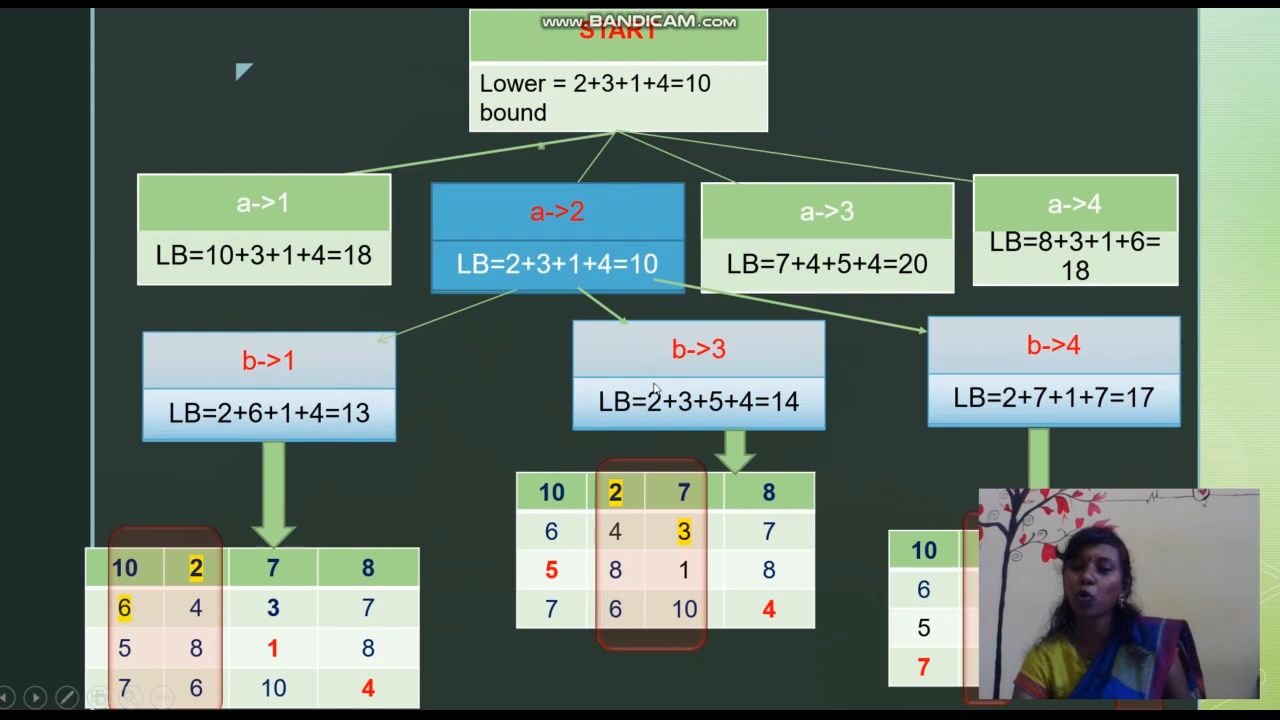 www.BANDICAM.com
START
Lower = 2+3+1+4=10
bound
a->1
LB=10+3+1+4=18
a->2
LB=2+3+1+4=10
a->3
LB=7+4+5+4=20
a->4
LB=8+3+1+6=
18
b->1
LB=2+6+1+4=13
b->3
LB=2+3+5+4=14
b->4
LB=2+7+1+7=17
10 2 7 8
6 4 3 7
5 8 1 8
7 6 10 4
10 2 7 8
6 4 3 7
5 8 1 8
7 6 10 4
10
6
5
7